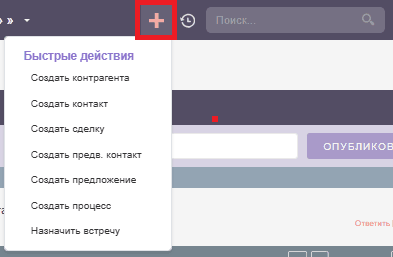 » »
Поиск...
Быстрые действия
Создать контрагента
Создать контакт
Создать сделку
Создать предв. контакт
ОПУБЛИКОВ
Создать предложение
Создать процесс
Назначить встречу
Ответить